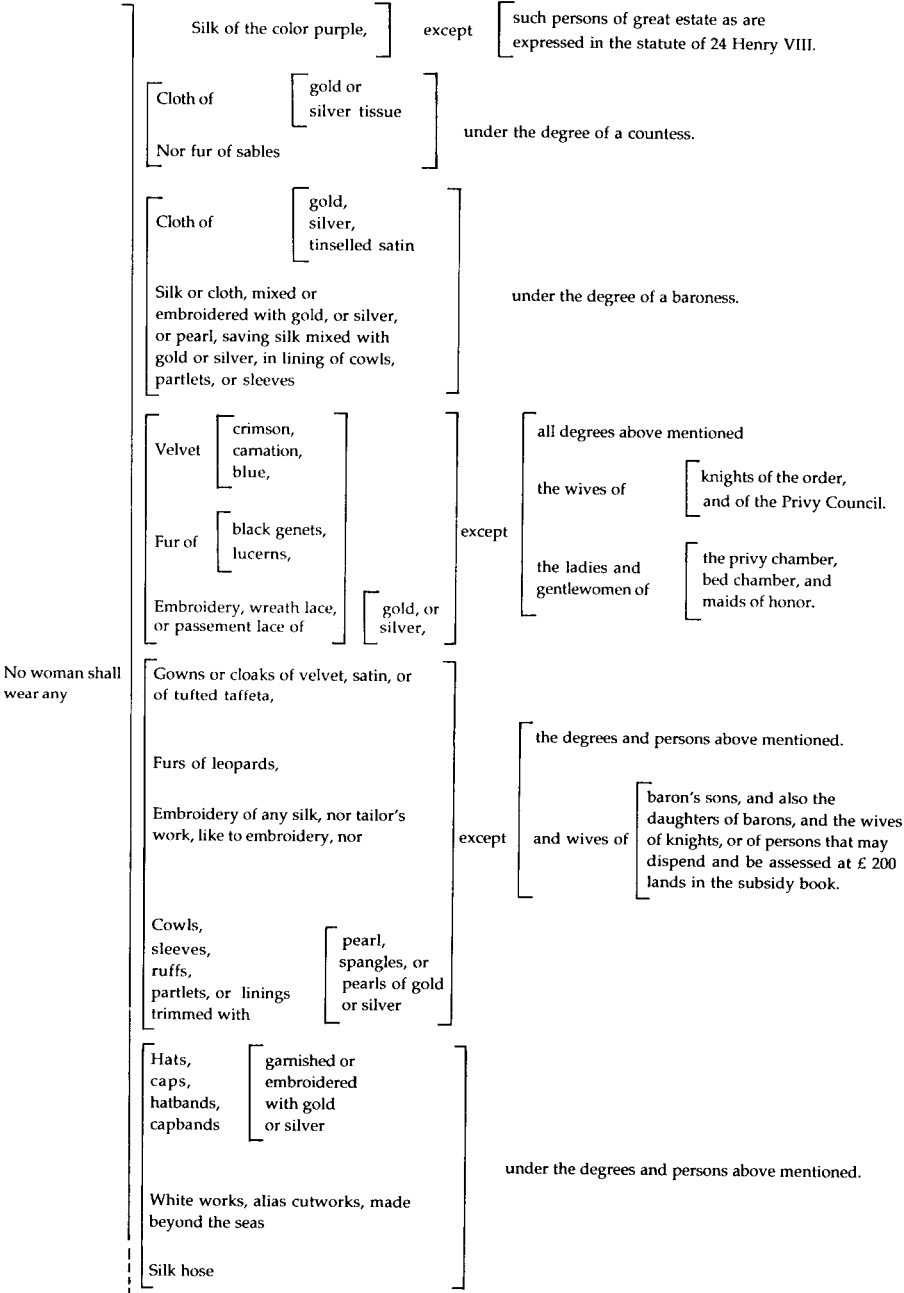 Silk of the color purple,
except
such persons of great estate as are
expressed in the statute of 24 Henry VIII.
Cloth of
gold or
silver tissue
Nor fur of sables
under the degree of a countess.
Cloth of
gold,
silver,
tinselled satin
Silk or cloth, mixed or
embroidered with gold, or silver,
or pearl, saving silk mixed with
gold or silver, in lining of cowls,
partlets, or sleeves
under the degree of a baroness.
Velvet
crimson,
carnation,
blue,
Fur of
black genets,
lucerns,
Embroidery, wreath lace,
or passement lace of
gold, or
silver,
except
all degrees above mentioned
the wives of
knights of the order,
and of the Privy Council.
the ladies and
gentlewomen of
the privy chamber,
bed chamber, and
maids of honor.
No woman shall
wear any
Gowns or cloaks of velvet, satin, or
of tufted taffeta,
Furs of leopards,
Embroidery of any silk, nor tailor's
work, like to embroidery, nor
Cowls,
sleeves,
ruffs,
partlets, or linings
trimmed with
pearl,
spangles, or
pearls of gold
or silver
except
the degrees and persons above mentioned.
and wives of
baron's sons, and also the
daughters of barons, and the wives
of knights, or of persons that may
dispend and be assessed at £ 200
lands in the subsidy book.
Hats,
caps,
hatbands,
capbands
garnished or
embroidered
with gold
or silver
White works, alias cutworks, made
beyond the seas
Silk hose
under the degrees and persons above mentioned.